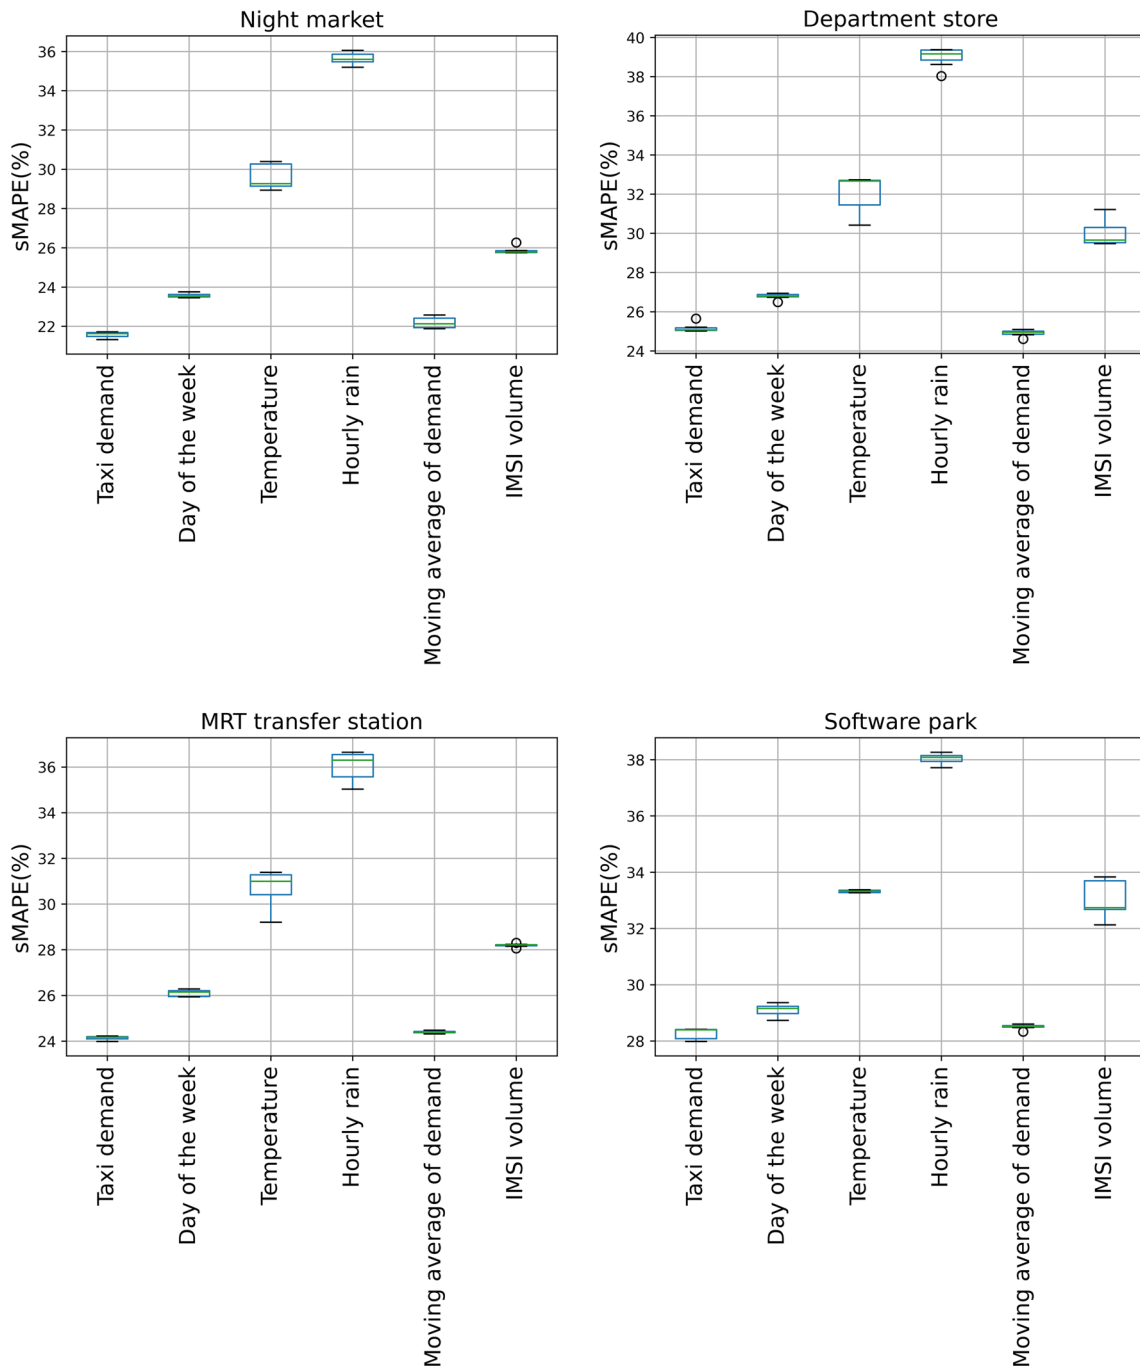 Night market
sMAPE(%)
36
34
32
30
28
26
24
22
Taxi demand
Day of the week
Temperature
Hourly rain
Moving average of demand
IMSI volume
Department store
sMAPE(%)
40
38
36
34
32
30
28
26
24
Taxi demand
Day of the week
Temperature
Hourly rain
Moving average of demand
IMSI volume
MRT transfer station
sMAPE(%)
36
34
32
30
28
26
24
Taxi demand
Day of the week
Temperature
Hourly rain
Moving average of demand
IMSI volume
Software park
sMAPE(%)
38
36
34
32
30
28
Taxi demand
Day of the week
Temperature
Hourly rain
Moving average of demand
IMSI volume